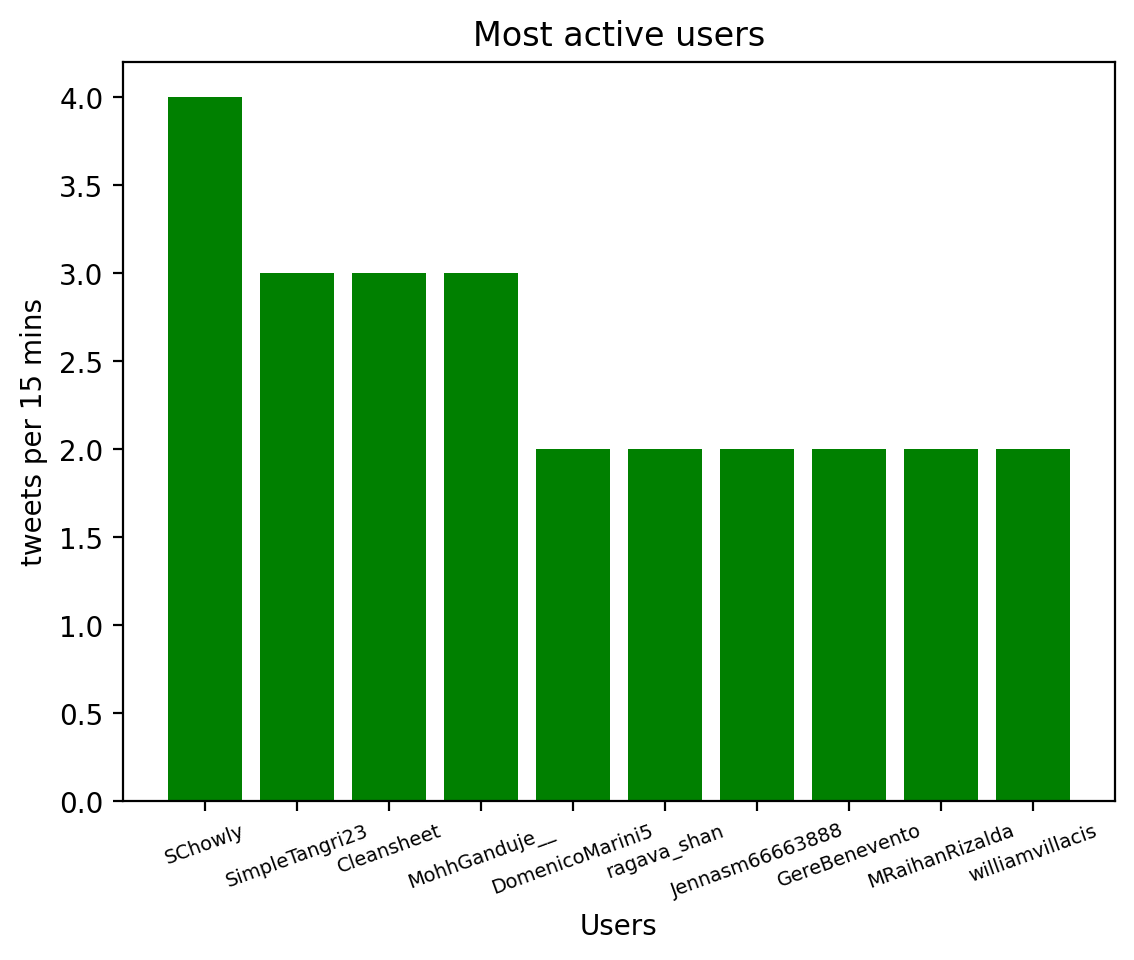 Most active users
tweets per 15 mins
4.0
3.5
3.0
2.5
2.0
1.5
1.0
0.5
0.0
SChowly
SimpleTangri23
Cleansheet
MohhGanduje__
DomenicoMarini5
ragava_shan
Jennasm66663888
GereBenevento
MRaihanRizalda
williamvillacis
Users